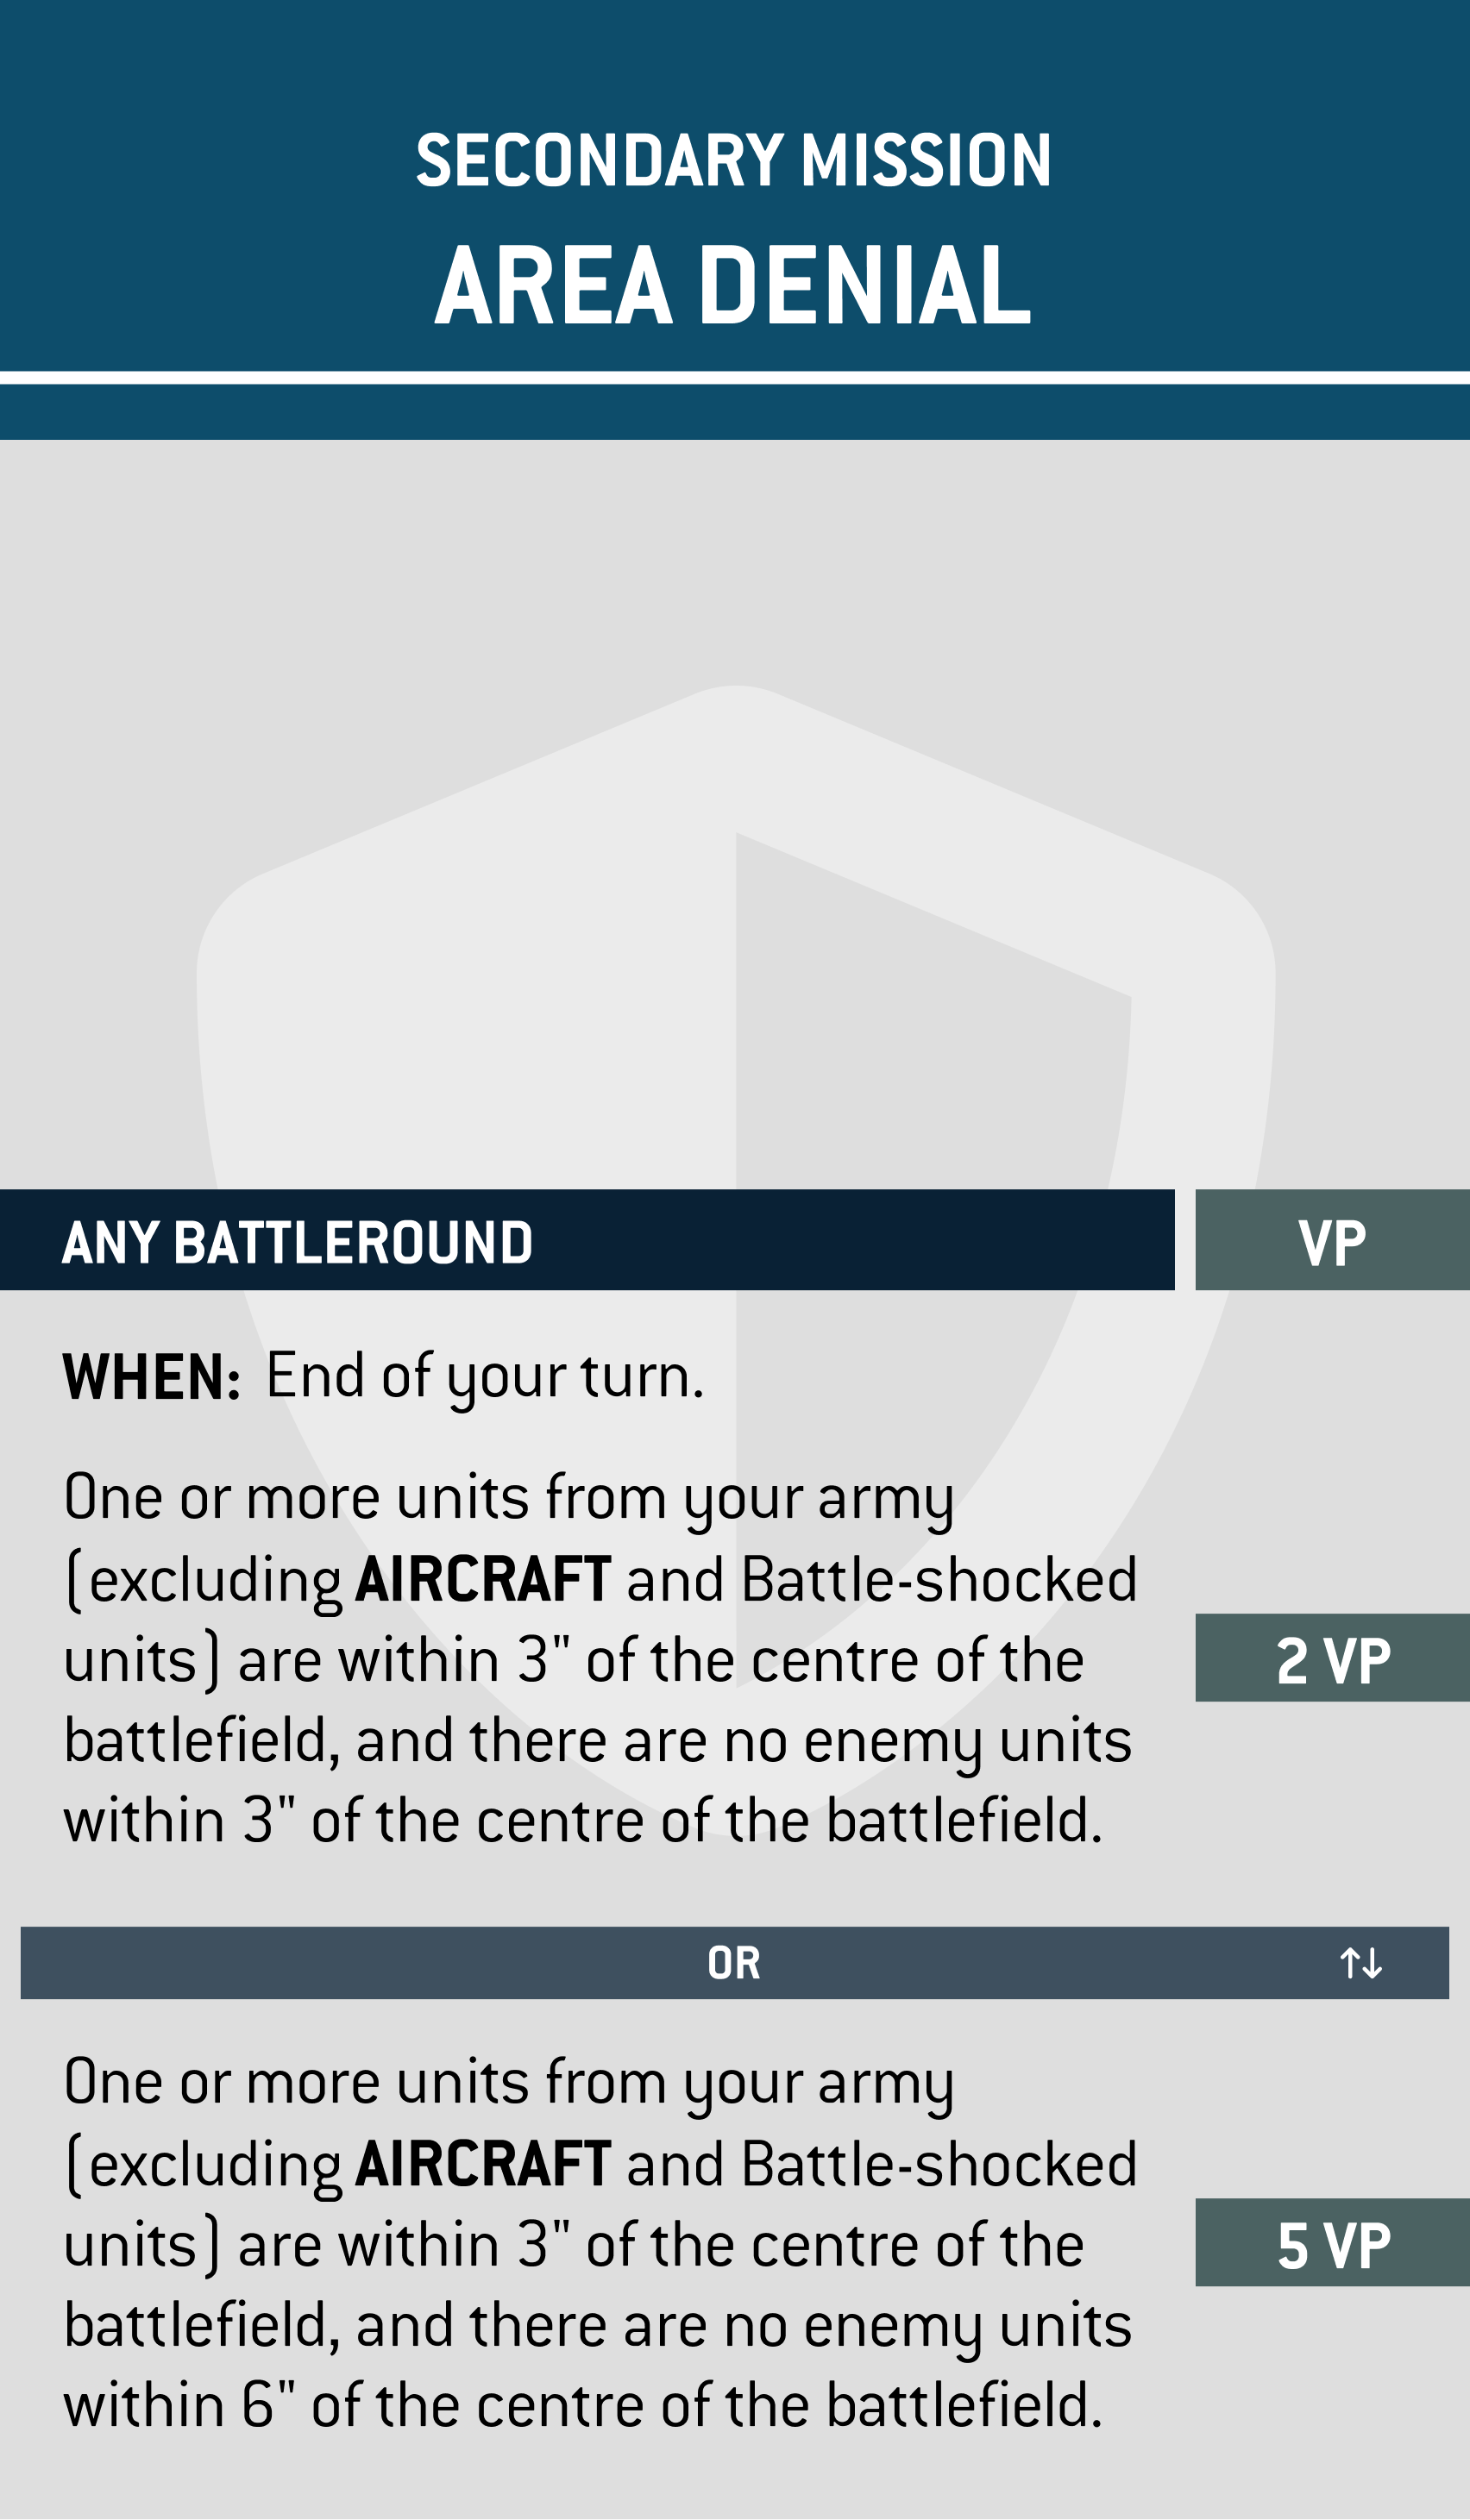 SECONDARY MISSION
AREA DENIAL
ANY BATTLEROUND
VP
WHEN: End of your turn.
One or more units from your army
(excluding AIRCRAFT and Battle-shocked
units) are within 3" of the centre of the
battlefield, and there are no enemy units
within 3" of the centre of the battlefield.
2 VP
OR ↑↓
One or more units from your army
(excluding AIRCRAFT and Battle-shocked
units) are within 3" of the centre of the
battlefield, and there are no enemy units
within 6" of the centre of the battlefield.
5 VP